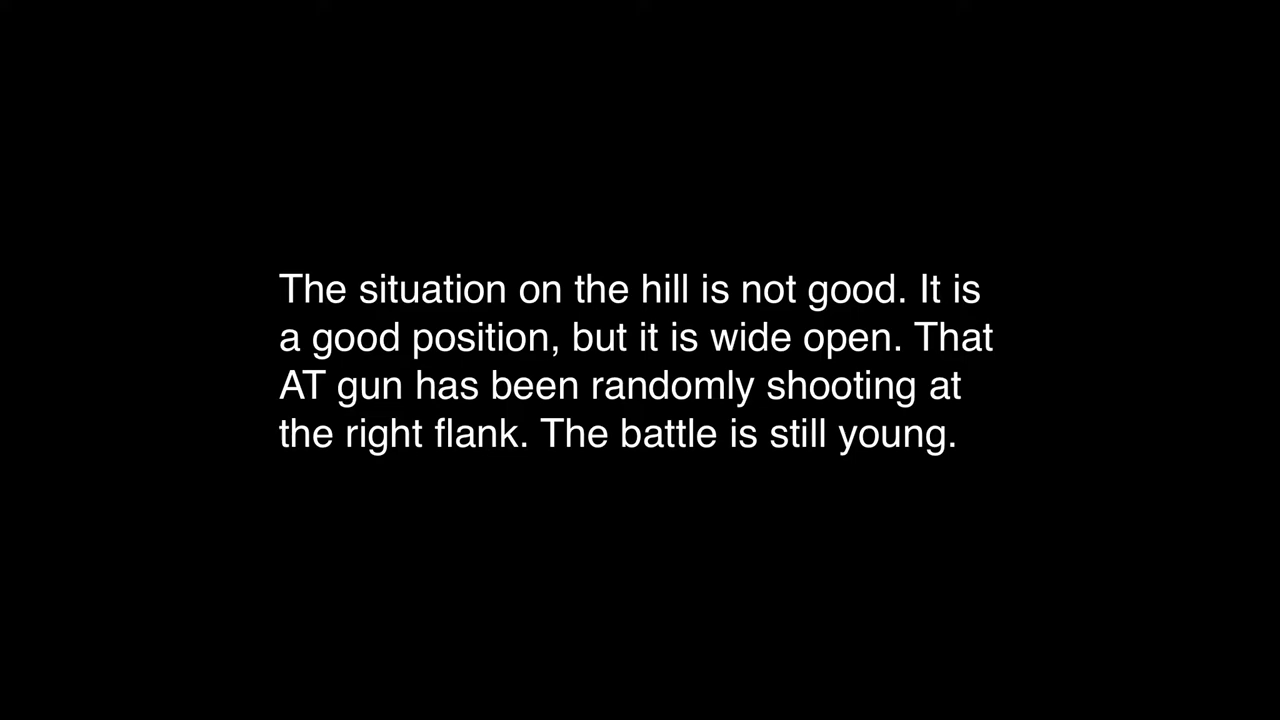 The situation on the hill is not good. It is
a good position, but it is wide open. That
AT gun has been randomly shooting at
the right flank. The battle is still young.